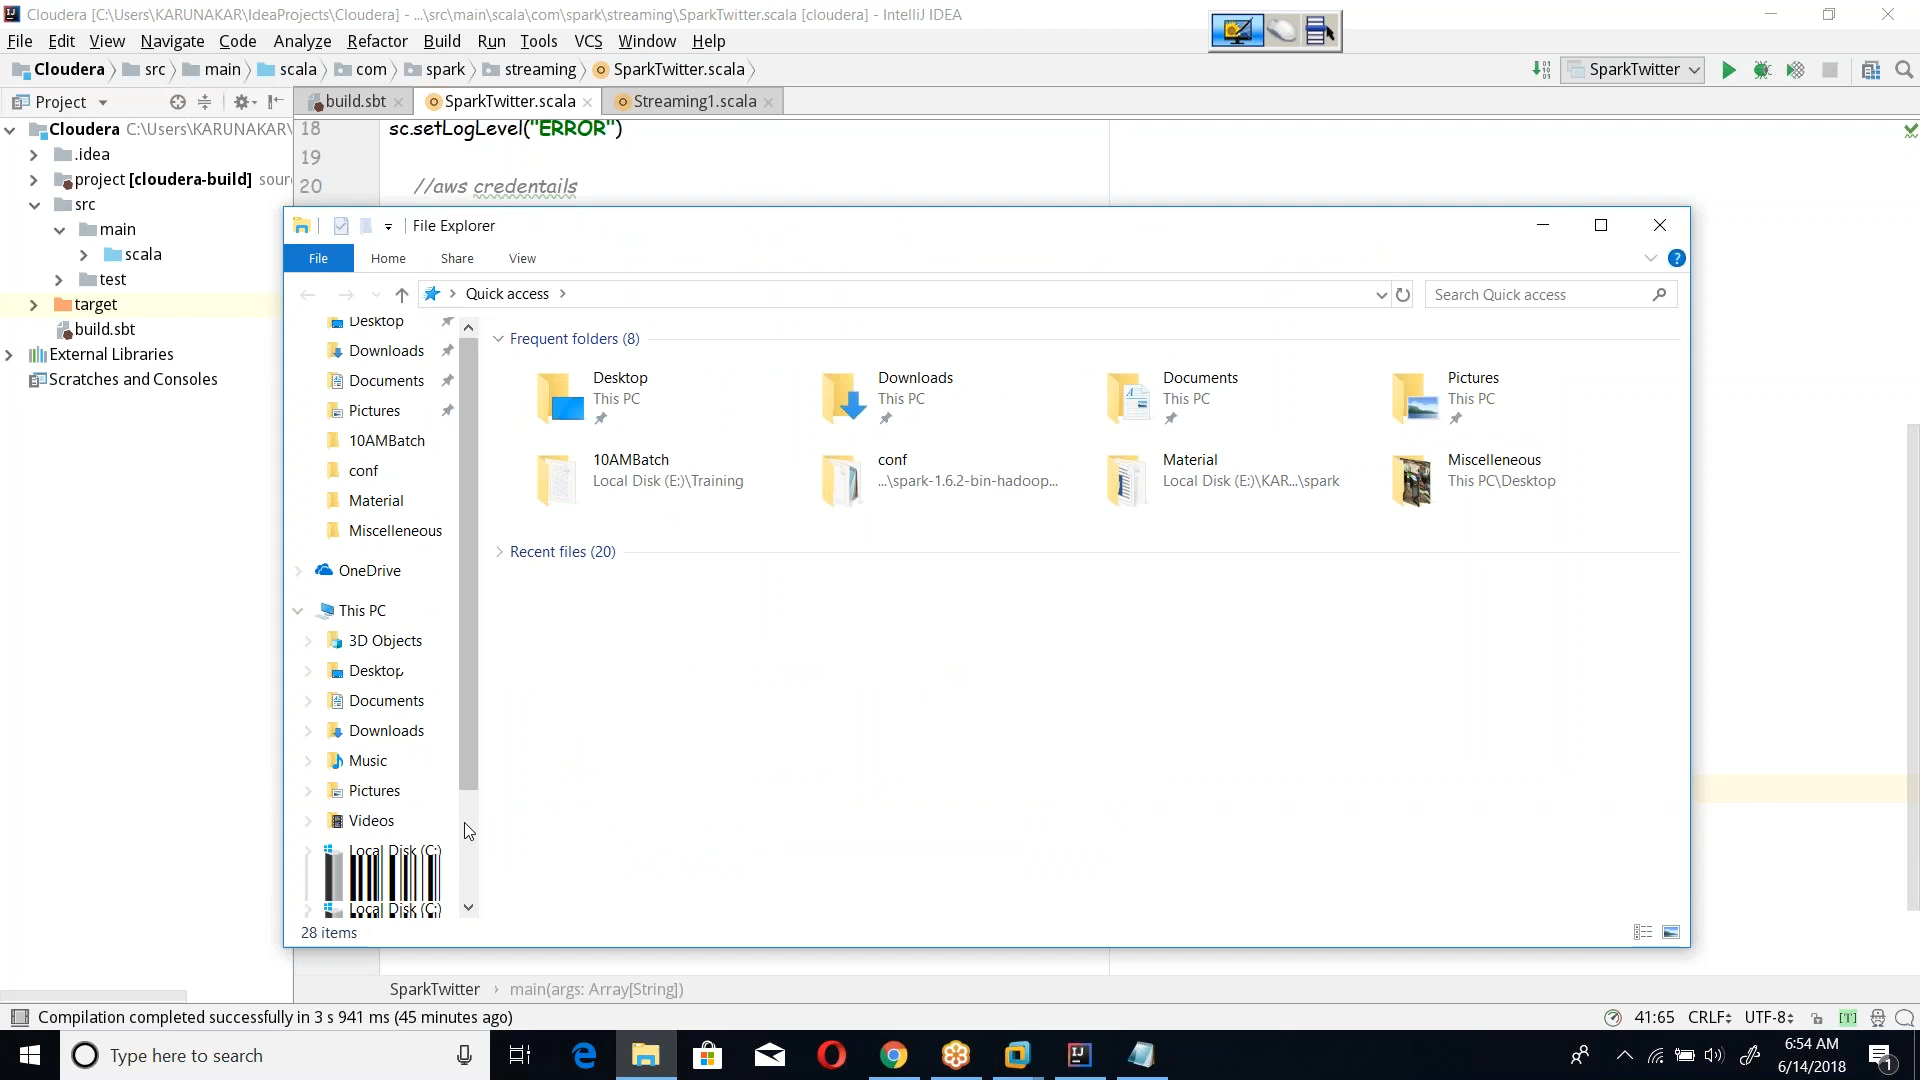 Cloudera [C:\Users\KARUNAKAR\IdeaProjects\Cloudera] - ...\src\main\scala\com\spark\streaming\SparkTwitter.scala [cloudera] - IntelliJ IDEA
File Edit View Navigate Code Analyze Refactor Build Run Tools VCS Window Help
Cloudera src main scala com spark streaming SparkTwitter.scala
SparkTwitter
Project
build.sbt SparkTwitter.scala Streaming1.scala
Cloudera C:\Users\KARUNAKAR\
.idea
project [cloudera-build]
src
main
scala
test
target
build.sbt
External Libraries
Scratches and Consoles
18 sc.setLogLevel("ERROR")
19
20 //aws credentails
File Explorer
File Home Share View
Quick access
Search Quick access
Desktop
Downloads
Documents
Pictures
10AMBatch
conf
Material
Miscelleneous
OneDrive
This PC
3D Objects
Desktop
Documents
Downloads
Music
Pictures
Videos
Local Disk (C:)
Local Disk (C:)
Frequent folders (8)
Desktop
This PC
Downloads
This PC
Documents
This PC
Pictures
This PC
10AMBatch
Local Disk (E:)\Training
conf
...\spark-1.6.2-bin-hadoop...
Material
Local Disk (E:)\KAR...\spark
Miscelleneous
This PC\Desktop
Recent files (20)
28 items
SparkTwitter main(args: Array[String])
Compilation completed successfully in 3 s 941 ms (45 minutes ago)
41:65 CRLF UTF-8 [T]
Type here to search
6:54 AM
6/14/2018
1